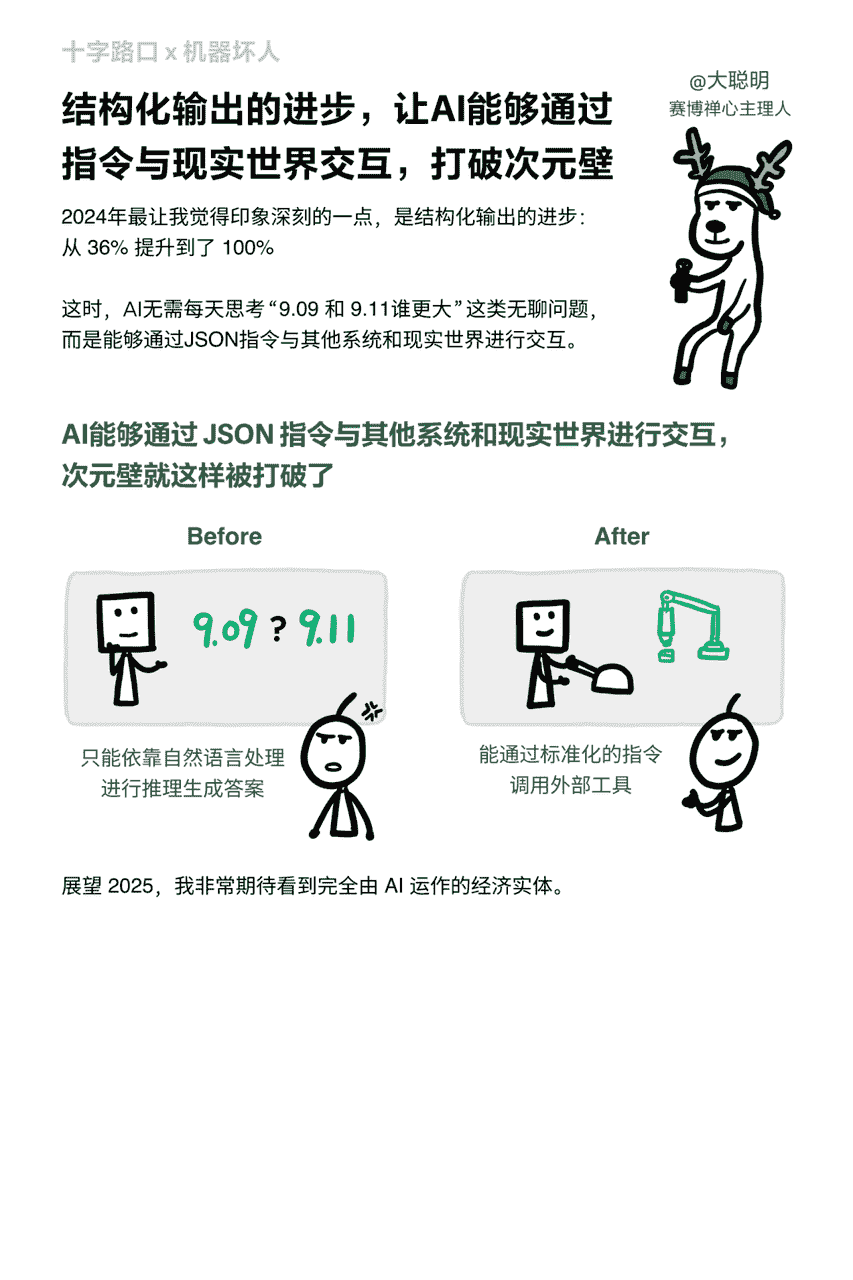 十字路口 x 机器坏人
@大聪明
赛博禅心主理人
结构化输出的进步，让AI能够通过
指令与现实世界交互，打破次元壁
2024年最让我觉得印象深刻的一点，是结构化输出的进步：
从 36% 提升到了 100%
这时，AI无需每天思考“9.09 和 9.11谁更大”这类无聊问题，
而是能够通过JSON指令与其他系统和现实世界进行交互。
AI能够通过 JSON 指令与其他系统和现实世界进行交互，
次元壁就这样被打破了
Before
After
9.09 ? 9.11
只能依靠自然语言处理
进行推理生成答案
能通过标准化的指令
调用外部工具
展望 2025，我非常期待看到完全由 AI 运作的经济实体。